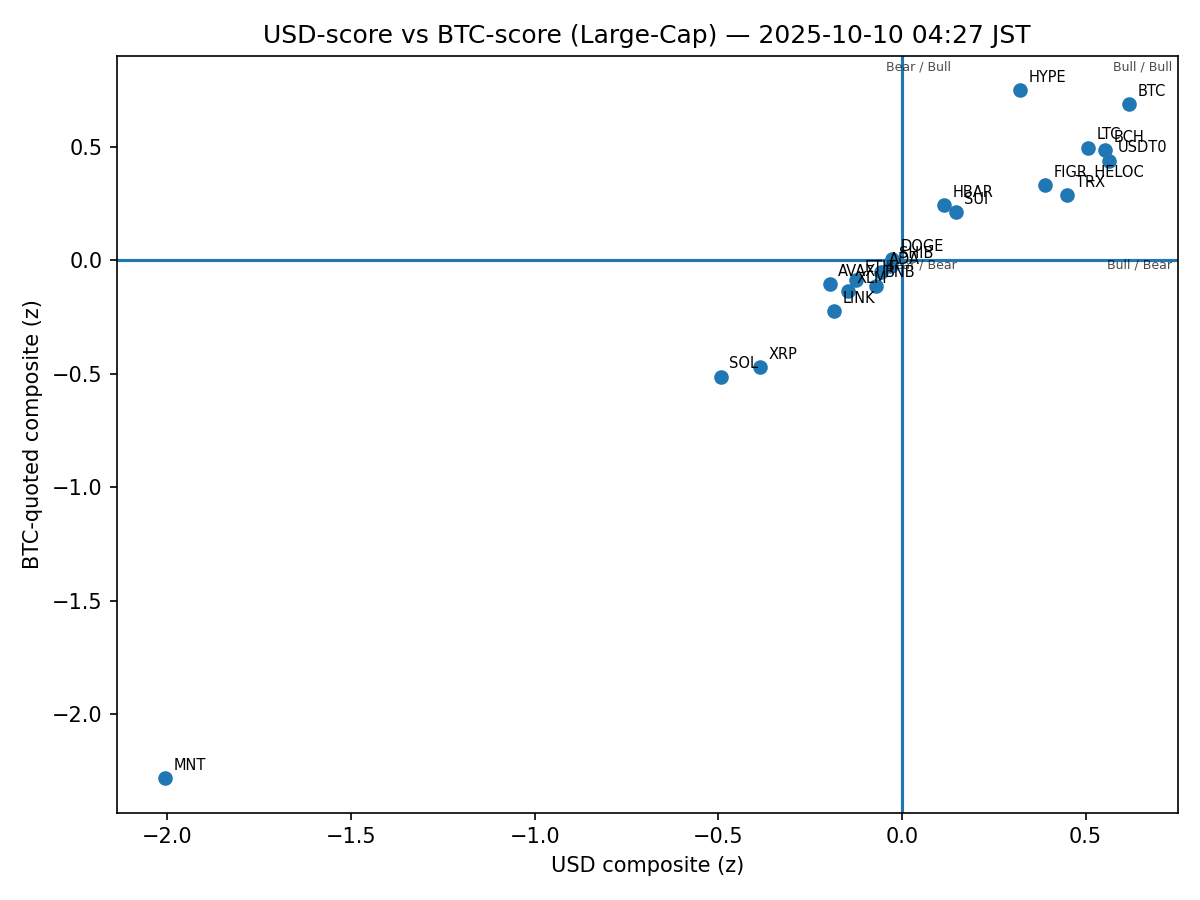 USD-score vs BTC-score (Large-Cap) — 2025-10-10 04:27 JST
Bear / Bull
Bull / Bull
HYPE
BTC
LTC
BCH
USDT0
FIGR_HELOC
TRX
HBAR
SUI
DOGE
SHIB
ADA
Bear / Bear
Bull / Bear
AVAX
ETH
BNB
XLM
LINK
XRP
SOL
MNT
0.5
0.0
−0.5
−1.0
−1.5
−2.0
BTC-quoted composite (z)
−2.0
−1.5
−1.0
−0.5
0.0
0.5
USD composite (z)